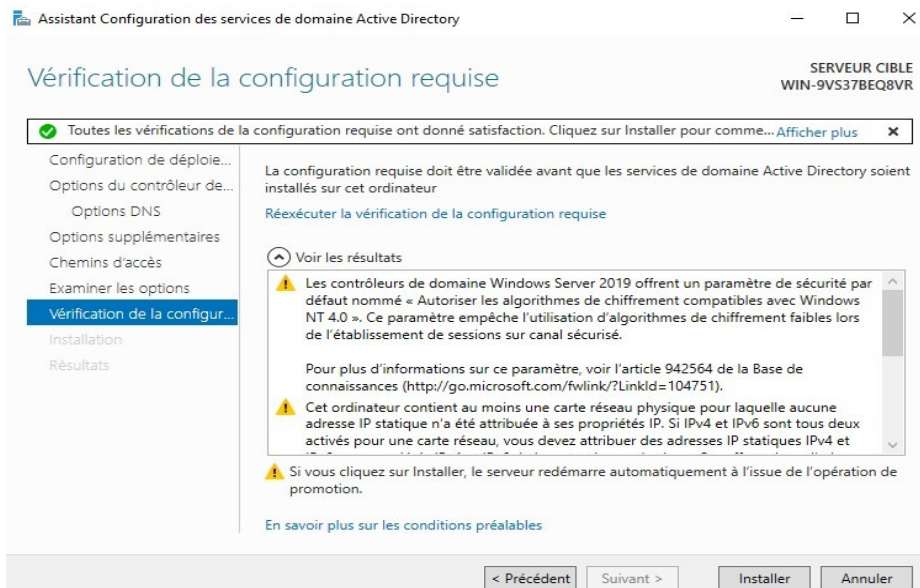 Assistant Configuration des services de domaine Active Directory
Vérification de la configuration requise
SERVEUR CIBLE
WIN-9VS37BEQ8VR
Toutes les vérifications de la configuration requise ont donné satisfaction. Cliquez sur Installer pour comme... Afficher plus
Configuration de déploie...
Options du contrôleur de...
Options DNS
Options supplémentaires
Chemins d'accès
Examiner les options
Vérification de la configur...
Installation
Résultats
La configuration requise doit être validée avant que les services de domaine Active Directory soient
installés sur cet ordinateur
Réexécuter la vérification de la configuration requise
Voir les résultats
Les contrôleurs de domaine Windows Server 2019 offrent un paramètre de sécurité par
défaut nommé « Autoriser les algorithmes de chiffrement compatibles avec Windows
NT 4.0 ». Ce paramètre empêche l'utilisation d'algorithmes de chiffrement faibles lors
de l'établissement de sessions sur canal sécurisé.
Pour plus d'informations sur ce paramètre, voir l'article 942564 de la Base de
connaissances (http://go.microsoft.com/fwlink/?LinkId=104751).
Cet ordinateur contient au moins une carte réseau physique pour laquelle aucune
adresse IP statique n'a été attribuée à ses propriétés IP. Si IPv4 et IPv6 sont tous deux
activés pour une carte réseau, vous devez attribuer des adresses IP statiques IPv4 et
Si vous cliquez sur Installer, le serveur redémarre automatiquement à l'issue de l'opération de
promotion.
En savoir plus sur les conditions préalables
< Précédent
Suivant >
Installer
Annuler